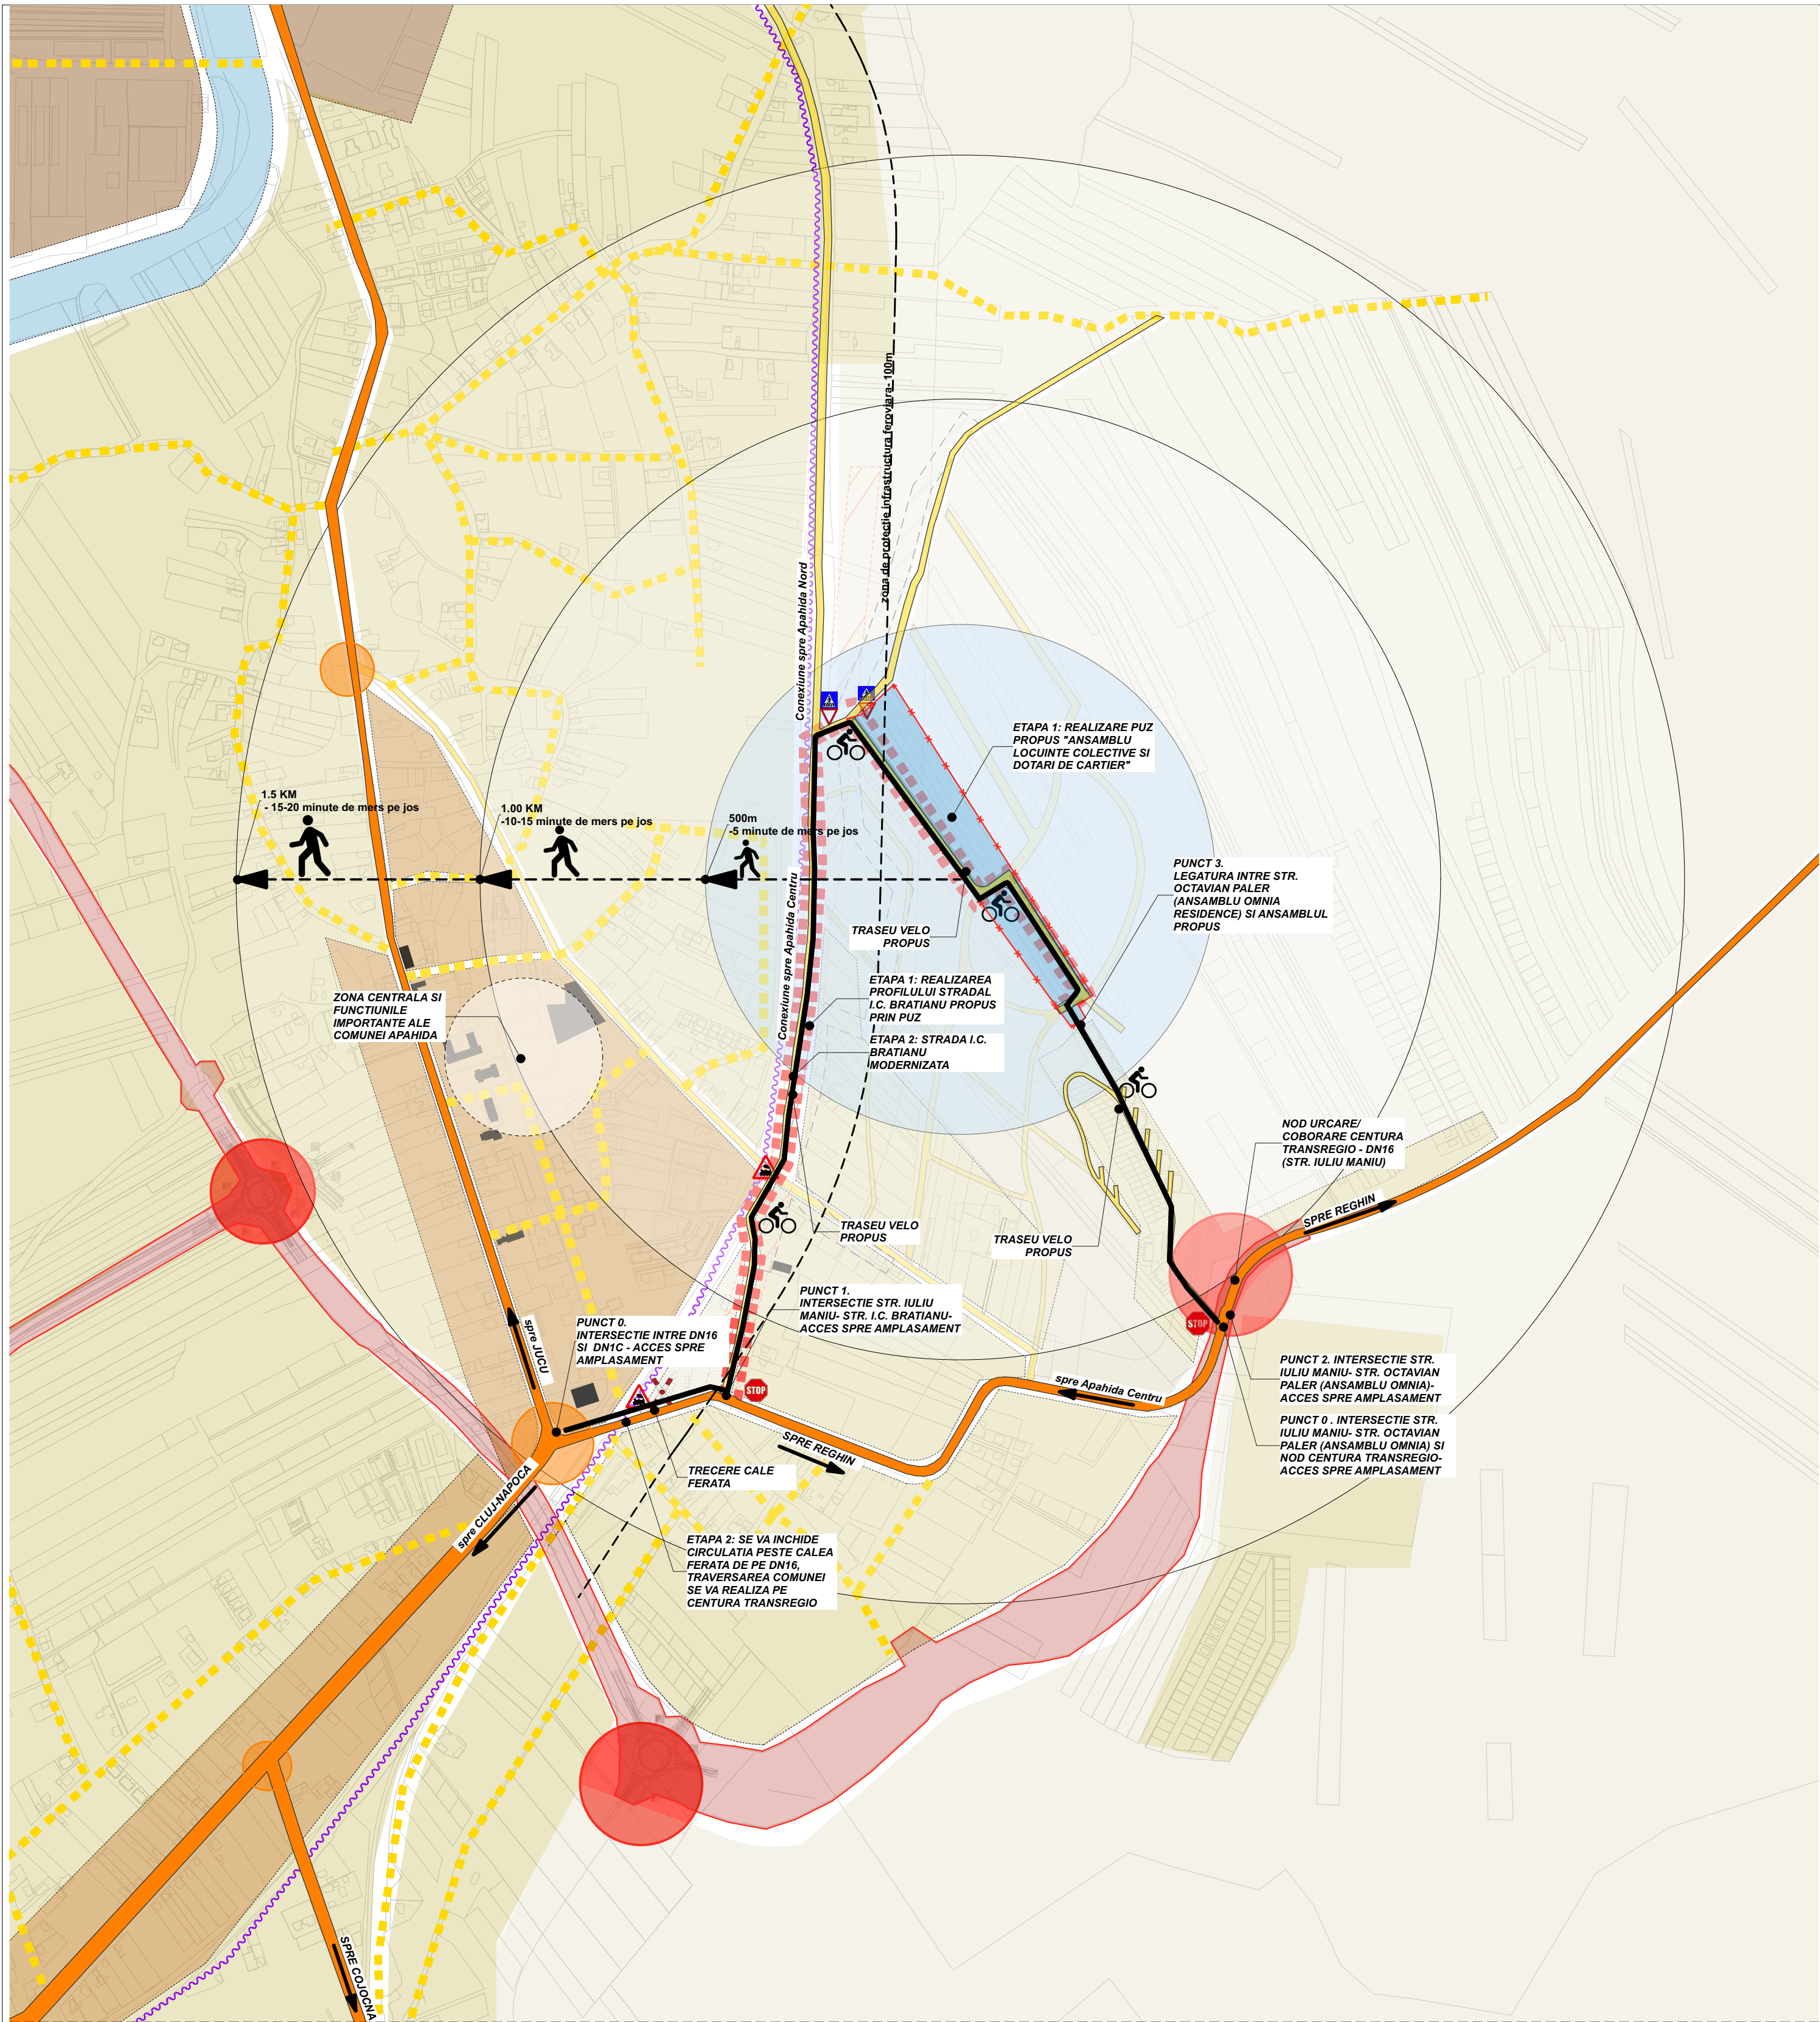 zona de protectie infrastructura feroviara- 100m
Conexiune spre Apahida Nord
ETAPA 1: REALIZARE PUZ
PROPUS "ANSAMBLU
LOCUINTE COLECTIVE SI
DOTARI DE CARTIER"
1.5 KM
- 15-20 minute de mers pe jos
1.00 KM
-10-15 minute de mers pe jos
500m
-5 minute de mers pe jos
PUNCT 3.
LEGATURA INTRE STR.
OCTAVIAN PALER
(ANSAMBLU OMNIA
RESIDENCE) SI ANSAMBLUL
PROPUS
TRASEU VELO
PROPUS
Conexiune spre Apahida Centru
ETAPA 1: REALIZAREA
PROFILULUI STRADAL
I.C. BRATIANU PROPUS
PRIN PUZ
ZONA CENTRALA SI
FUNCTIUNILE
IMPORTANTE ALE
COMUNEI APAHIDA
ETAPA 2: STRADA I.C.
BRATIANU
MODERNIZATA
NOD URCARE/
COBORARE CENTURA
TRANSREGIO - DN16
(STR. IULIU MANIU)
SPRE REGHIN
TRASEU VELO
PROPUS
TRASEU VELO
PROPUS
PUNCT 1.
INTERSECTIE STR. IULIU
MANIU- STR. I.C. BRATIANU-
ACCES SPRE AMPLASAMENT
PUNCT 0.
INTERSECTIE INTRE DN16
SI DN1C - ACCES SPRE
AMPLASAMENT
spre JUCU
STOP
STOP
PUNCT 2. INTERSECTIE STR.
IULIU MANIU- STR. OCTAVIAN
PALER (ANSAMBLU OMNIA)-
ACCES SPRE AMPLASAMENT
spre Apahida Centru
PUNCT 0 . INTERSECTIE STR.
IULIU MANIU- STR. OCTAVIAN
PALER (ANSAMBLU OMNIA) SI
NOD CENTURA TRANSREGIO-
ACCES SPRE AMPLASAMENT
SPRE REGHIN
TRECERE CALE
FERATA
spre CLUJ-NAPOCA
ETAPA 2: SE VA INCHIDE
CIRCULATIA PESTE CALEA
FERATA DE PE DN16,
TRAVERSAREA COMUNEI
SE VA REALIZA PE
CENTURA TRANSREGIO
SPRE COJOCNA